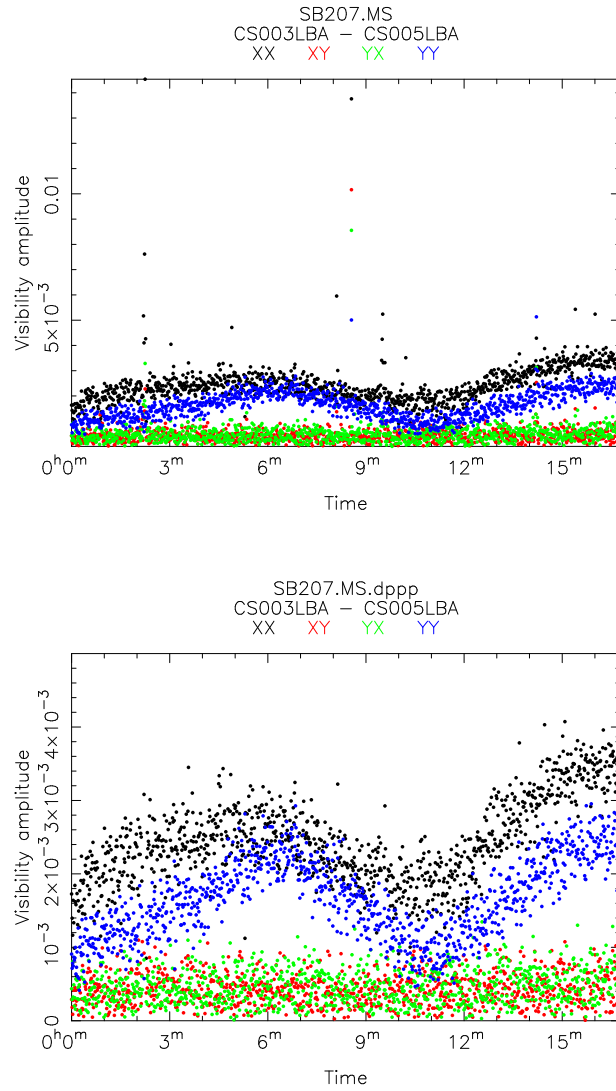 SB207.MS
CS003LBA – CS005LBA
XX XY YX YY
Visibility amplitude
0.01
5×10⁻³
0ʰ0ᵐ 3ᵐ 6ᵐ 9ᵐ 12ᵐ 15ᵐ
Time
SB207.MS.dppp
CS003LBA – CS005LBA
XX XY YX YY
Visibility amplitude
4×10⁻³
3×10⁻³
2×10⁻³
10⁻³
0
0ʰ0ᵐ 3ᵐ 6ᵐ 9ᵐ 12ᵐ 15ᵐ
Time